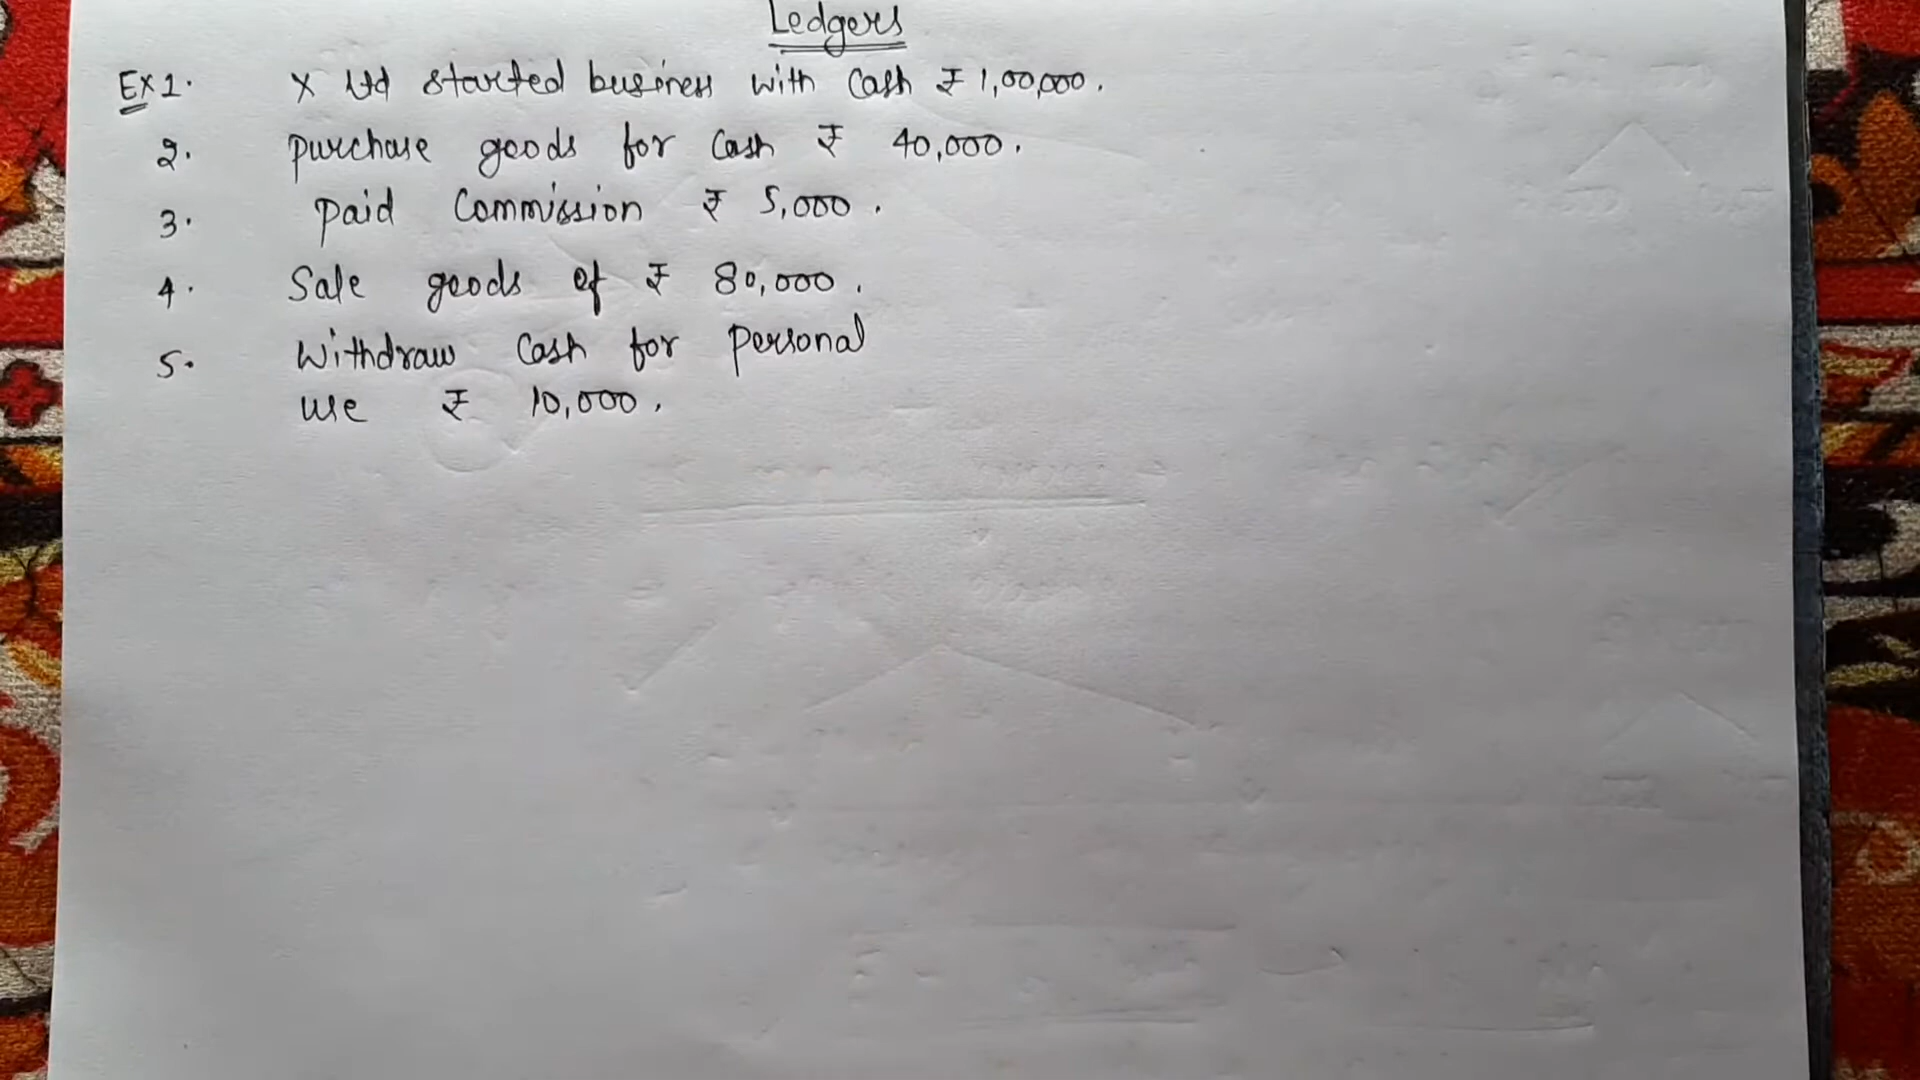 Ledgers
Ex 1. X Ltd started business with Cash ₹ 1,00,000.
2. purchase goods for Cash ₹ 40,000.
3. paid Commission ₹ 5,000.
4. Sale goods of ₹ 80,000.
5. Withdraw Cash for personal
use ₹ 10,000.